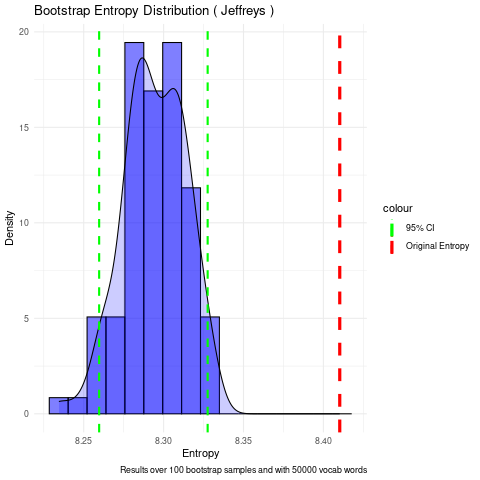 Bootstrap Entropy Distribution ( Jeffreys )
20
15
10
5
0
Density
8.25
8.30
8.35
8.40
Entropy
colour
95% CI
Original Entropy
Results over 100 bootstrap samples and with 50000 vocab words